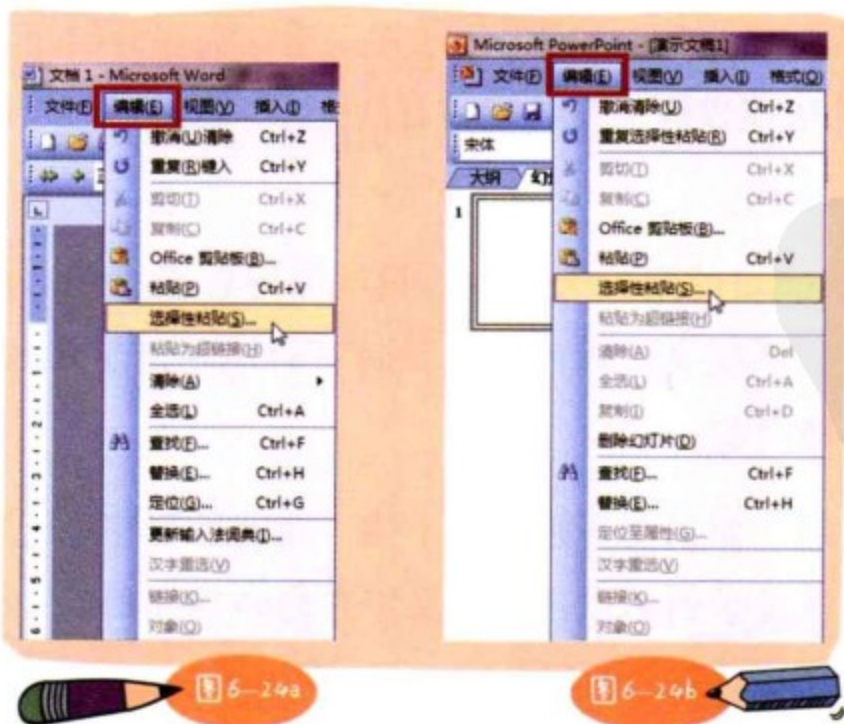 文档 1 - Microsoft Word
文件(F) 编辑(E) 视图(V) 插入(I)
撤消(U)清除 Ctrl+Z
重复(R)键入 Ctrl+Y
剪切(T) Ctrl+X
复制(C) Ctrl+C
Office 剪贴板(B)...
粘贴(P) Ctrl+V
选择性粘贴(S)...
粘贴为超链接(H)
清除(A)
全选(L) Ctrl+A
查找(F)... Ctrl+F
替换(E)... Ctrl+H
定位(G)... Ctrl+G
更新输入法词典(I)...
汉字重选(V)
链接(K)...
对象(O)
图 6—24a
Microsoft PowerPoint - [演示文稿1]
文件(F) 编辑(E) 视图(V) 插入(I) 格式(O)
宋体
大纲
1
撤消清除(U) Ctrl+Z
重复选择性粘贴(R) Ctrl+Y
剪切(T) Ctrl+X
复制(C) Ctrl+C
Office 剪贴板(B)...
粘贴(P) Ctrl+V
选择性粘贴(S)...
粘贴为超链接(H)
清除(A) Del
全选(L) Ctrl+A
复制(I) Ctrl+D
删除幻灯片(D)
查找(F)... Ctrl+F
替换(E)... Ctrl+H
定位至属性(G)...
汉字重选(V)
链接(K)...
对象(O)
图 6—24b